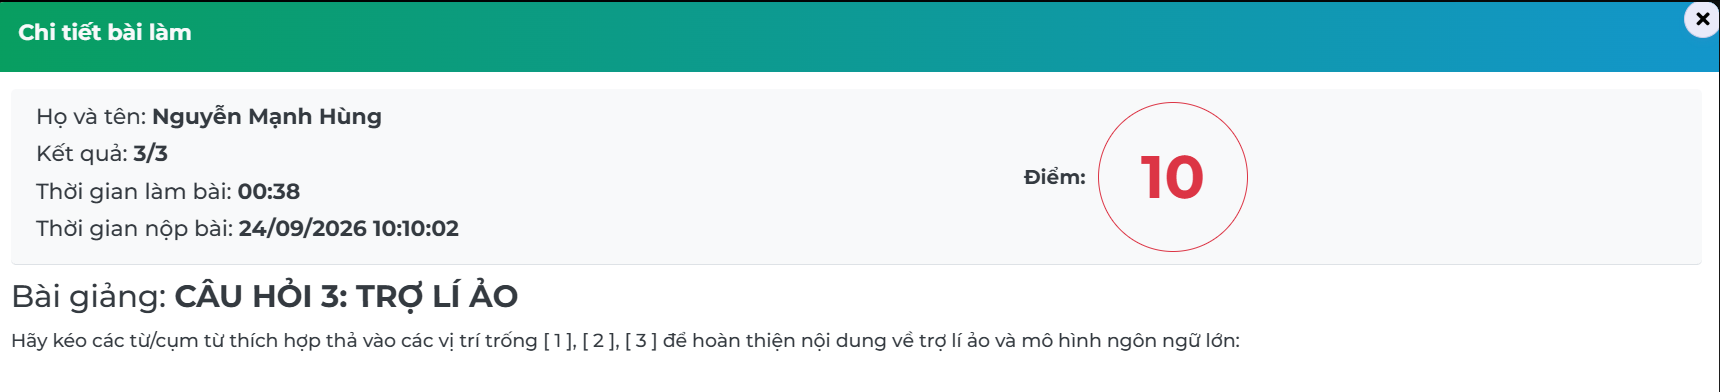 Chi tiết bài làm
Họ và tên: Nguyễn Mạnh Hùng
Kết quả: 3/3
Thời gian làm bài: 00:38
Thời gian nộp bài: 24/09/2026 10:10:02
Điểm: 10
Bài giảng: CÂU HỎI 3: TRỢ LÍ ẢO
Hãy kéo các từ/cụm từ thích hợp thả vào các vị trí trống [ 1 ], [ 2 ], [ 3 ] để hoàn thiện nội dung về trợ lí ảo và mô hình ngôn ngữ lớn: